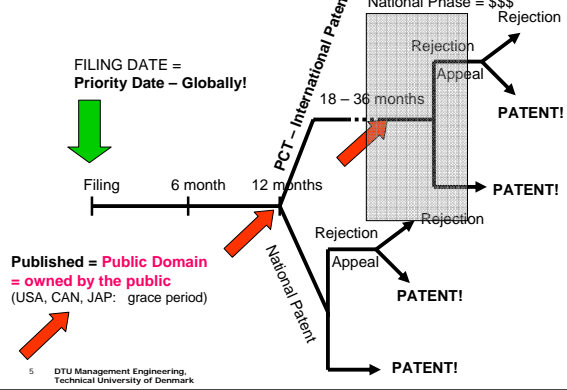 National Phase = $$$
Rejection
PCT – International Patent
Rejection
Appeal
FILING DATE =
Priority Date – Globally!
18 – 36 months
PATENT!
Filing
6 month
12 months
PATENT!
Rejection
Rejection
Appeal
National Patent
Published = Public Domain
= owned by the public
(USA, CAN, JAP: grace period)
PATENT!
PATENT!
5
DTU Management Engineering,
Technical University of Denmark